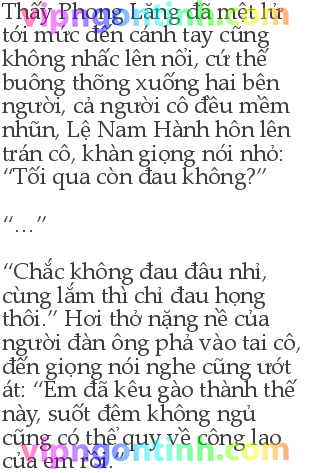 Thấy Phong Lăng đã mệt lử
tới mức đến cánh tay cũng
không nhấc lên nổi, cứ thế
buông thõng xuống hai bên
người, cả người cô đều mềm
nhũn, Lệ Nam Hành hôn lên
trán cô, khàn giọng nói nhỏ:
“Tối qua còn đau không?”
“…”
“Chắc không đau đâu nhỉ,
cùng lắm thì chỉ đau họng
thôi.” Hơi thở nặng nề của
người đàn ông phả vào tai cô,
đến giọng nói nghe cũng ướt
át: “Em đã kêu gào thành thế
này, suốt đêm không ngủ
cũng có thể quy về công lao
của em rồi.”
vipngontinh.com
vipngontinh.com